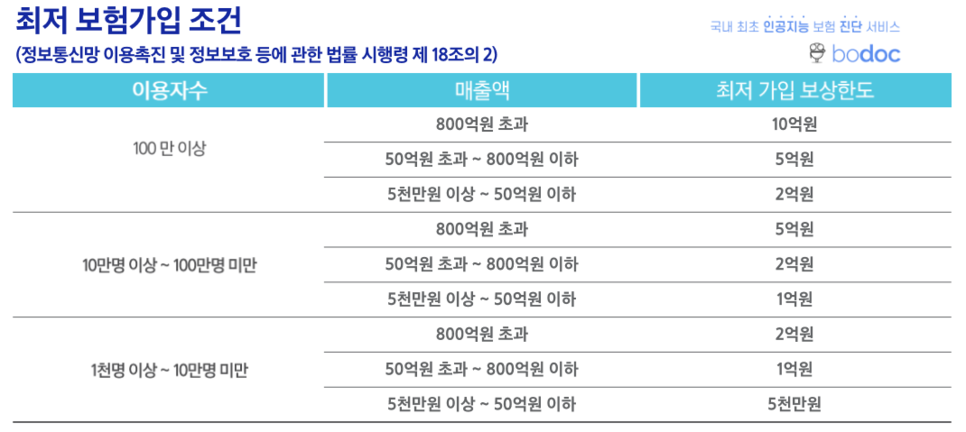 최저 보험가입 조건
국내 최초 인공지능 보험 진단 서비스
(정보통신망 이용촉진 및 정보보호 등에 관한 법률 시행령 제 18조의 2)
bodoc
이용자수 매출액 최저 가입 보상한도
100 만 이상 800억원 초과 10억원
50억원 초과 ~ 800억원 이하 5억원
5천만원 이상 ~ 50억원 이하 2억원
10만명 이상 ~ 100만명 미만 800억원 초과 5억원
50억원 초과 ~ 800억원 이하 2억원
5천만원 이상 ~ 50억원 이하 1억원
1천명 이상 ~ 10만명 미만 800억원 초과 2억원
50억원 초과 ~ 800억원 이하 1억원
5천만원 이상 ~ 50억원 이하 5천만원